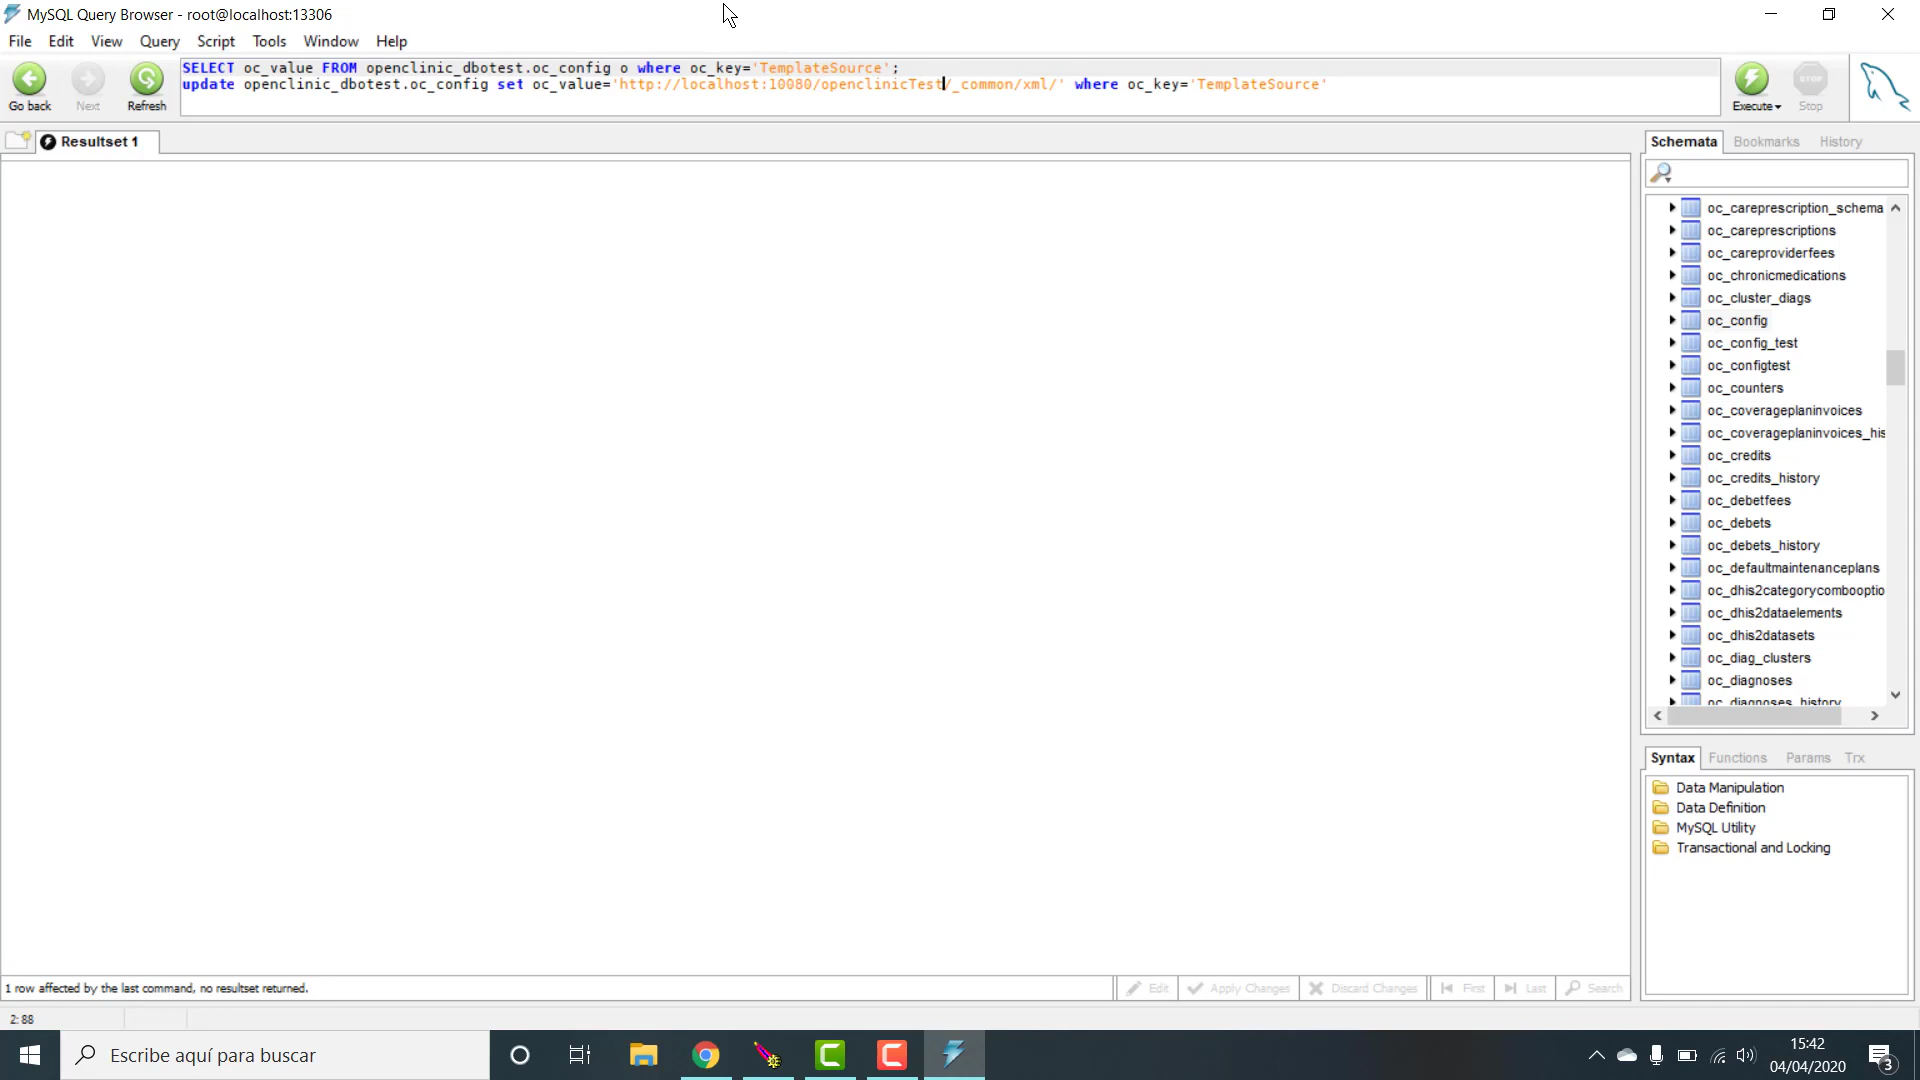 MySQL Query Browser - root@localhost:13306
File Edit View Query Script Tools Window Help
SELECT oc_value FROM openclinic_dbotest.oc_config o where oc_key='TemplateSource';
update openclinic_dbotest.oc_config set oc_value='http://localhost:10080/openclinicTest/_common/xml/' where oc_key='TemplateSource'
Go back Next Refresh Execute Stop
STOP
Resultset 1
Schemata Bookmarks History
oc_careprescription_schema
oc_careprescriptions
oc_careproviderfees
oc_chronicmedications
oc_cluster_diags
oc_config
oc_config_test
oc_configtest
oc_counters
oc_coverageplaninvoices
oc_coverageplaninvoices_his
oc_credits
oc_credits_history
oc_debetfees
oc_debets
oc_debets_history
oc_defaultmaintenanceplans
oc_dhis2categorycombooptio
oc_dhis2dataelements
oc_dhis2datasets
oc_diag_clusters
oc_diagnoses
oc_diagnoses_history
Syntax Functions Params Trx
Data Manipulation
Data Definition
MySQL Utility
Transactional and Locking
1 row affected by the last command, no resultset returned.
Edit Apply Changes Discard Changes First Last Search
2: 88
Escribe aquí para buscar
15:42
04/04/2020
3